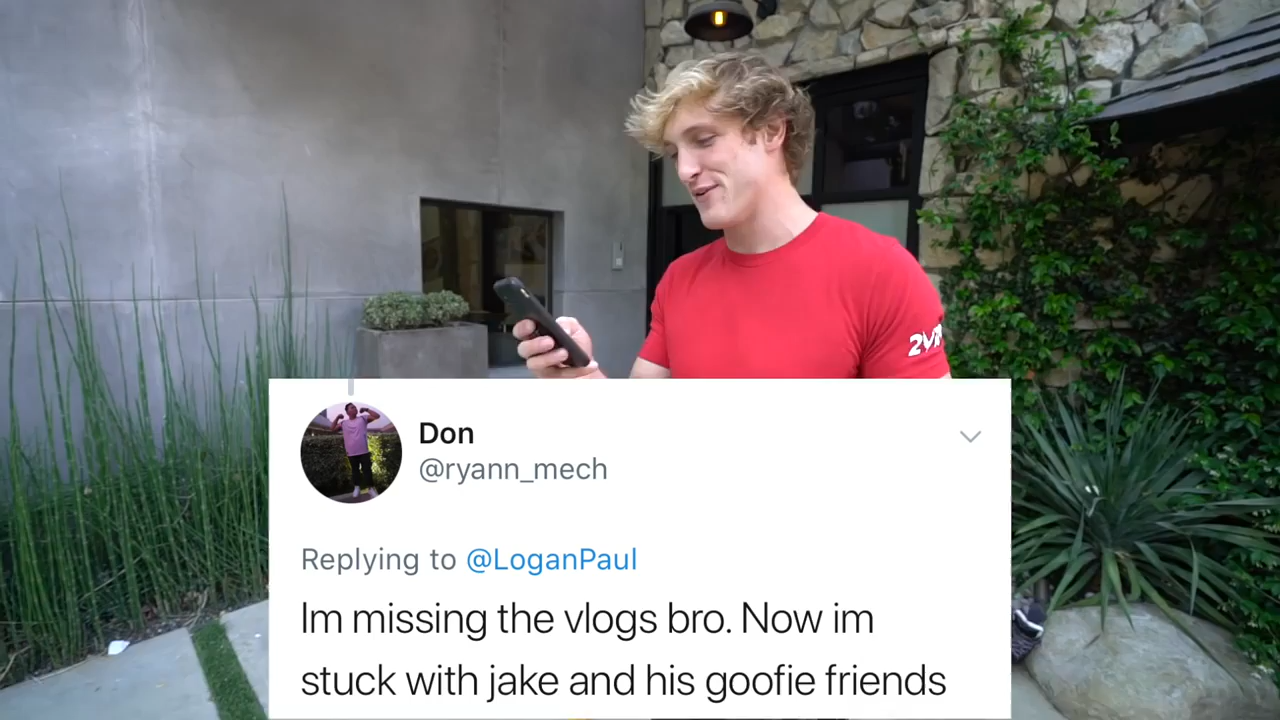 Don
@ryann_mech
Replying to @LoganPaul
Im missing the vlogs bro. Now im
stuck with jake and his goofie friends